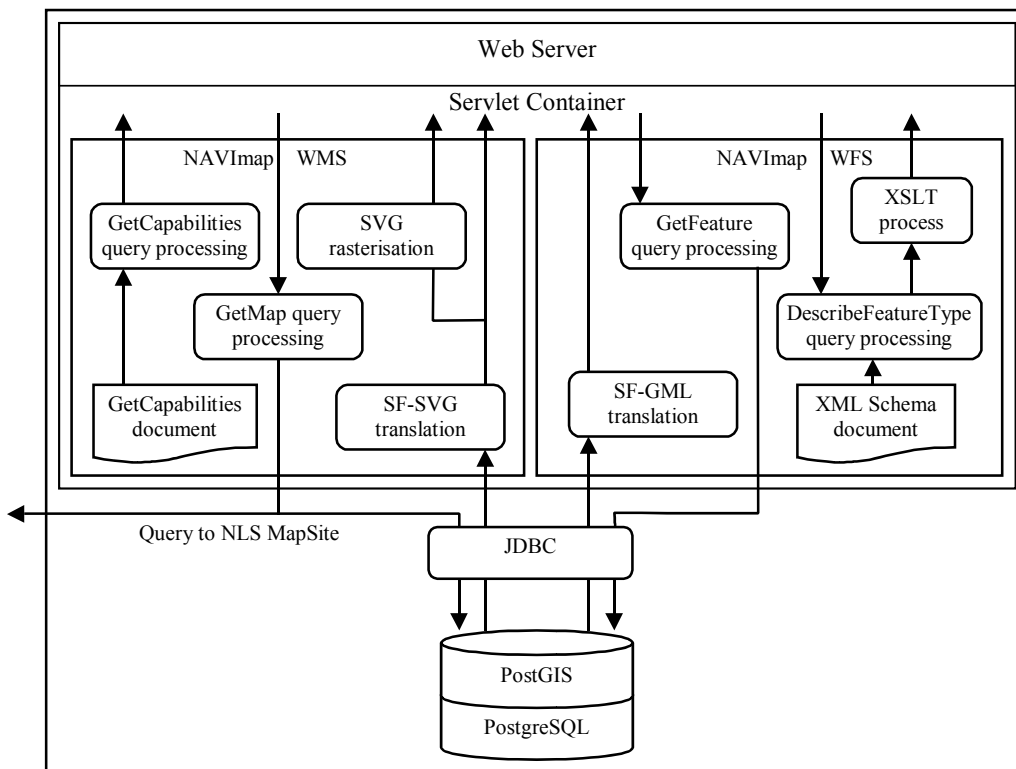 Web Server
Servlet Container
NAVImap WMS
NAVImap WFS
GetCapabilities
query processing
SVG
rasterisation
GetFeature
query processing
XSLT
process
GetMap query
processing
DescribeFeatureType
query processing
GetCapabilities
document
SF-SVG
translation
SF-GML
translation
XML Schema
document
Query to NLS MapSite
JDBC
PostGIS
PostgreSQL